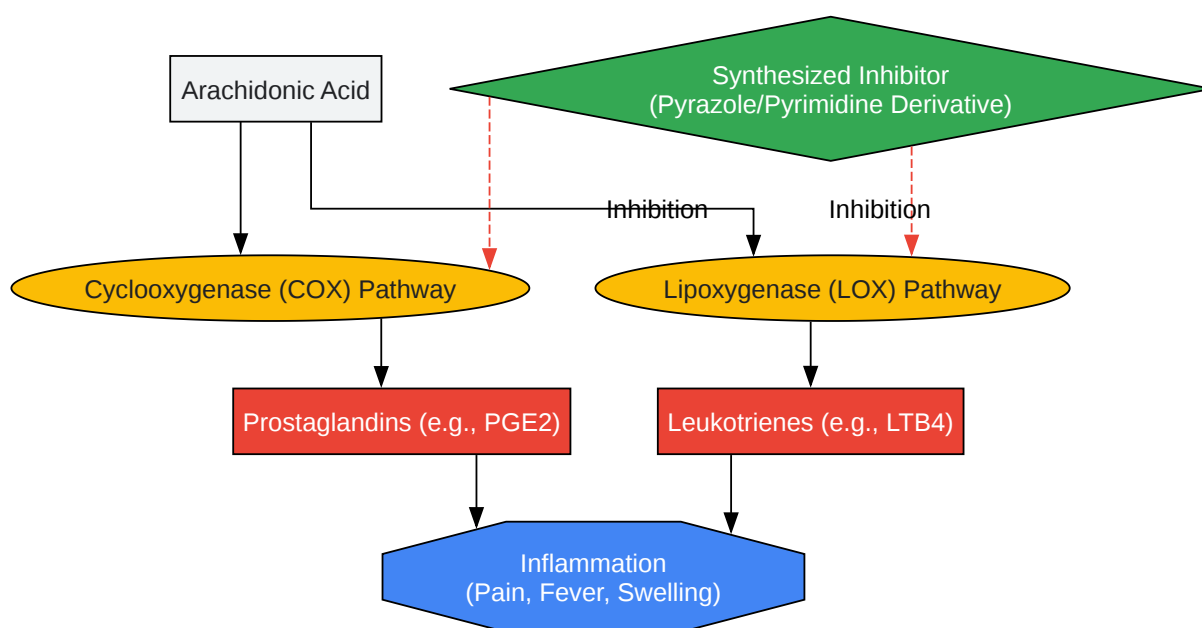 Arachidonic Acid
Synthesized Inhibitor
(Pyrazole/Pyrimidine Derivative)
Inhibition
Inhibition
Cyclooxygenase (COX) Pathway
Lipoxygenase (LOX) Pathway
Prostaglandins (e.g., PGE2)
Leukotrienes (e.g., LTB4)
Inflammation
(Pain, Fever, Swelling)